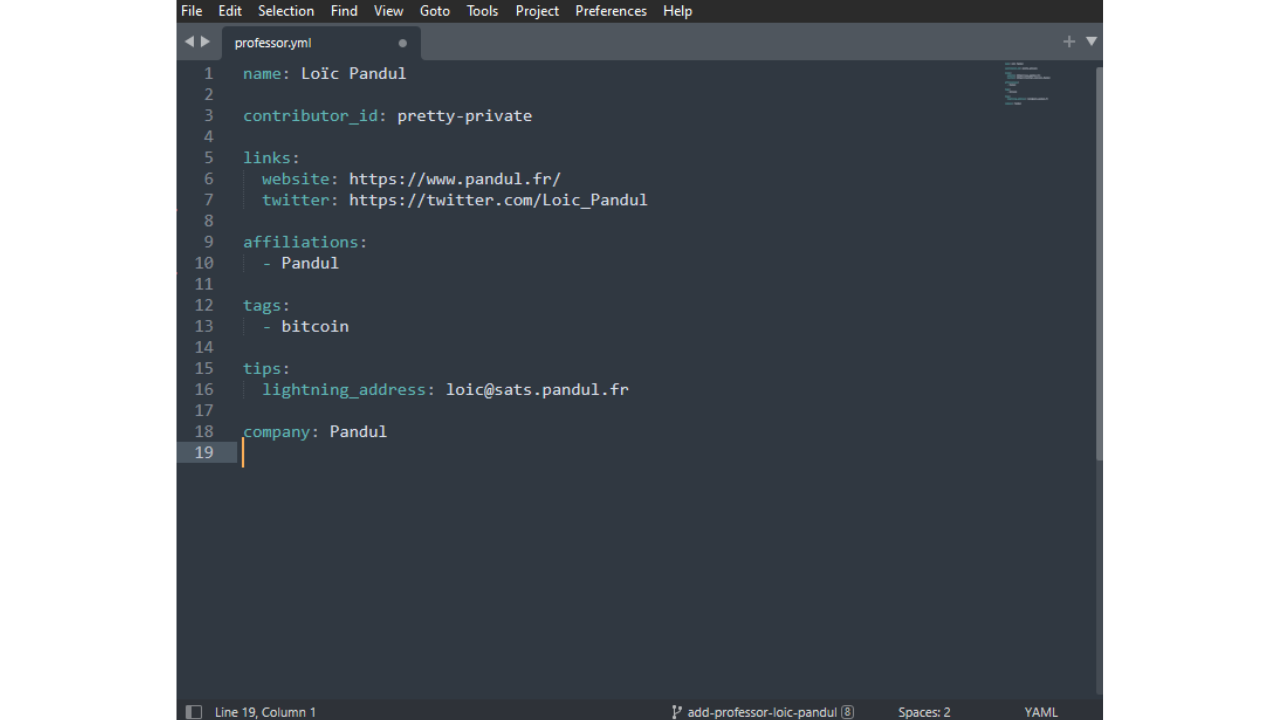 File Edit Selection Find View Goto Tools Project Preferences Help
professor.yml
1 name: Loïc Pandul
2
3 contributor_id: pretty-private
4
5 links:
6 website: https://www.pandul.fr/
7 twitter: https://twitter.com/Loic_Pandul
8
9 affiliations:
10 - Pandul
11
12 tags:
13 - bitcoin
14
15 tips:
16 lightning_address: loic@sats.pandul.fr
17
18 company: Pandul
19
Line 19, Column 1 add-professor-loic-pandul 8 Spaces: 2 YAML